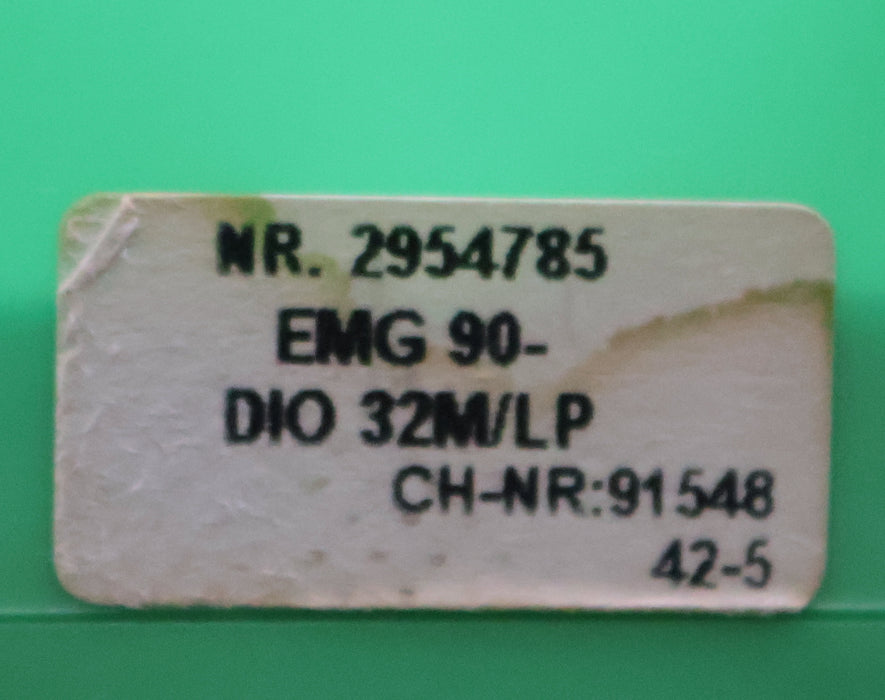 NR. 2954785
EMG 90-
DIO 32M/LP
CH-NR:91548
42-5